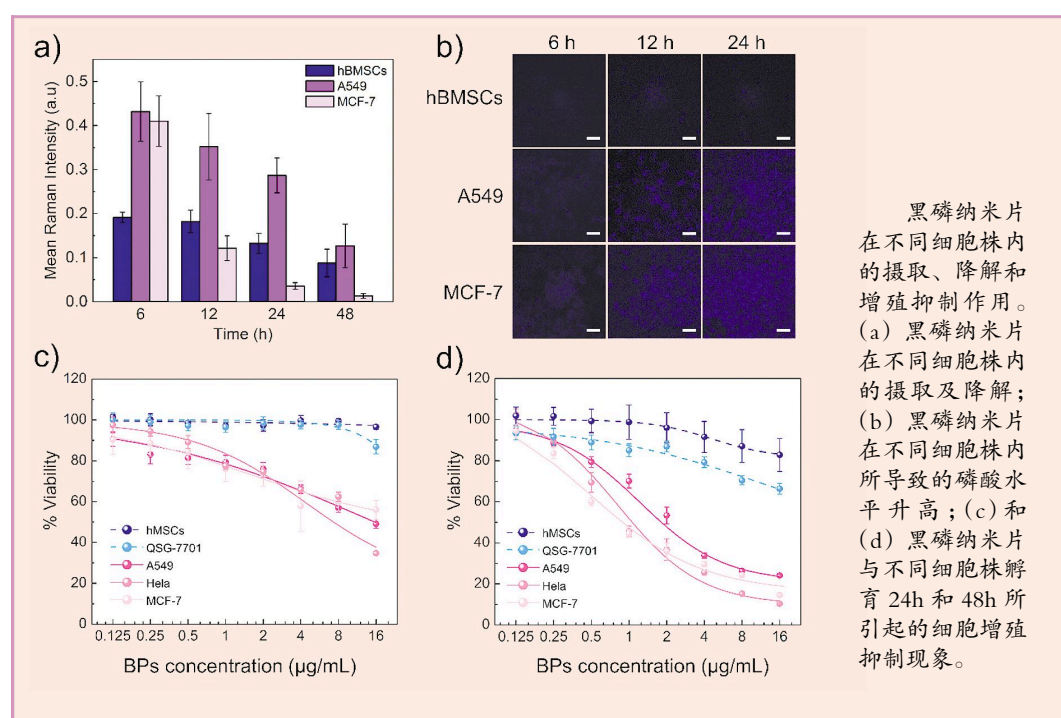 a)
Mean Raman Intensity (a.u)
0.5
0.4
0.3
0.2
0.1
0.0
hBMSCs
A549
MCF-7
6 12 24 48
Time (h)
b)
6 h 12 h 24 h
hBMSCs
A549
MCF-7
c)
% Viability
120
100
80
60
40
20
0
hMSCs
QSG-7701
A549
Hela
MCF-7
0.125 0.25 0.5 1 2 4 8 16
BPs concentration (μg/mL)
d)
% Viability
120
100
80
60
40
20
0
hMSCs
QSG-7701
A549
Hela
MCF-7
0.125 0.25 0.5 1 2 4 8 16
BPs concentration (μg/mL)
黑磷纳米片
在不同细胞株内
的摄取、降解和
增殖抑制作用。
(a) 黑磷纳米片
在不同细胞株内
的摄取及降解；
(b) 黑磷纳米片
在不同细胞株内
所导致的磷酸水
平升高；(c)和
(d) 黑磷纳米片
与不同细胞株孵
育 24h 和 48h 所
引起的细胞增殖
抑制现象。